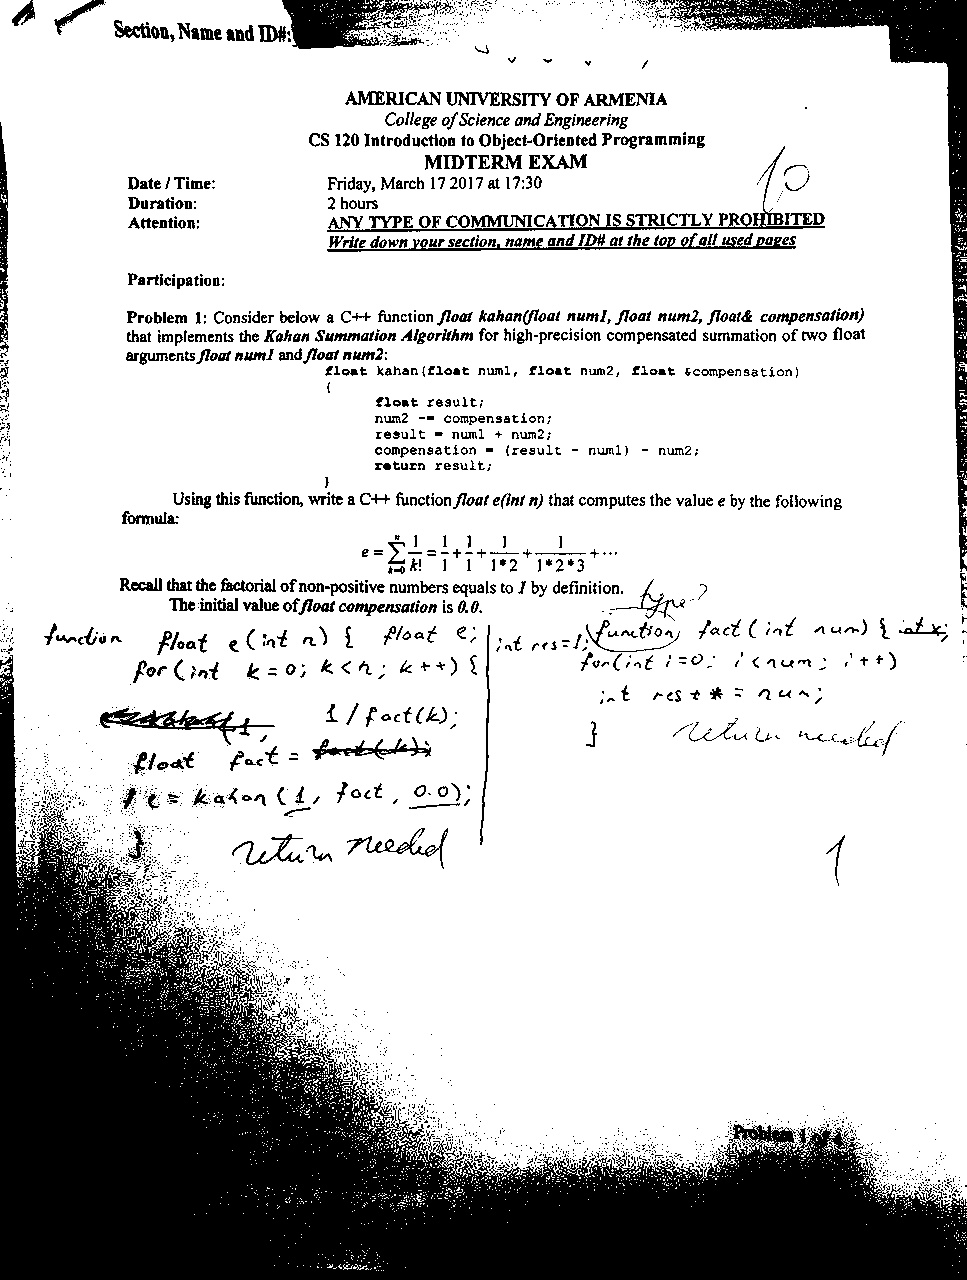 Section, Name and ID#:
AMERICAN UNIVERSITY OF ARMENIA
College of Science and Engineering
CS 120 Introduction to Object-Oriented Programming
MIDTERM EXAM
10
Date / Time: Friday, March 17 2017 at 17:30
Duration: 2 hours
Attention: ANY TYPE OF COMMUNICATION IS STRICTLY PROHIBITED
Write down your section, name and ID# at the top of all used pages
Participation:
Problem 1: Consider below a C++ function float kahan(float num1, float num2, float& compensation)
that implements the Kahan Summation Algorithm for high-precision compensated summation of two float
arguments float num1 and float num2:
float kahan(float num1, float num2, float &compensation)
{
float result;
num2 -= compensation;
result = num1 + num2;
compensation = (result - num1) - num2;
return result;
}
Using this function, write a C++ function float e(int n) that computes the value e by the following
formula:
e = n∑k=0 1/k! = 1/1 + 1/1 + 1/1*2 + 1/1*2*3 + ...
Recall that the factorial of non-positive numbers equals to 1 by definition.
The initial value of float compensation is 0.0.
function float e(int n) { float e;
for(int k=0; k<n; k++) {
1/fact(k);
float fact = fact(k);
e = kahan(1, fact, 0.0);
}
return needed
type?
int res=1; function fact(int num) { int x;
for(int i=0; i<num; i++)
int res * = num;
}
return needed
1
Problem 1 of 4